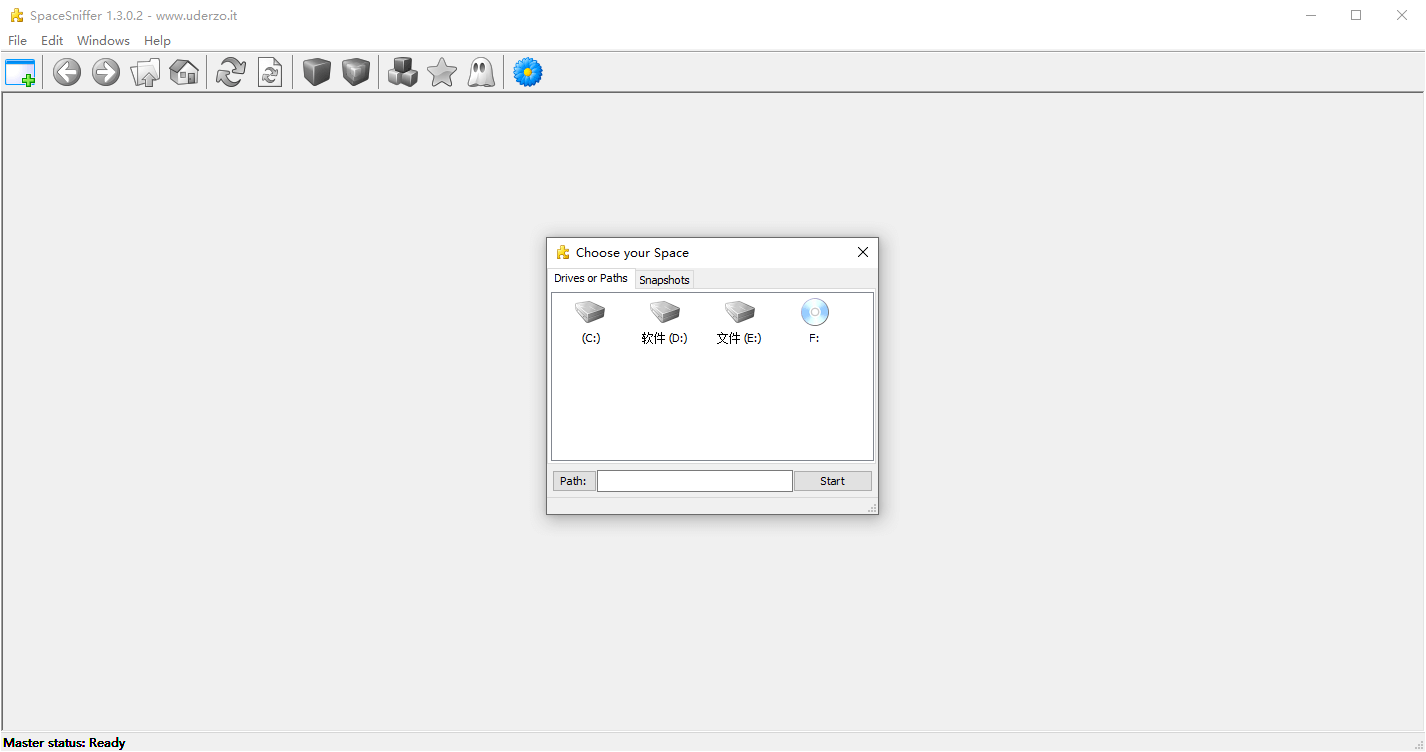 SpaceSniffer 1.3.0.2 - www.uderzo.it
File Edit Windows Help
Choose your Space
Drives or Paths Snapshots
(C:) 软件 (D:) 文件 (E:) F:
Path: Start
Master status: Ready